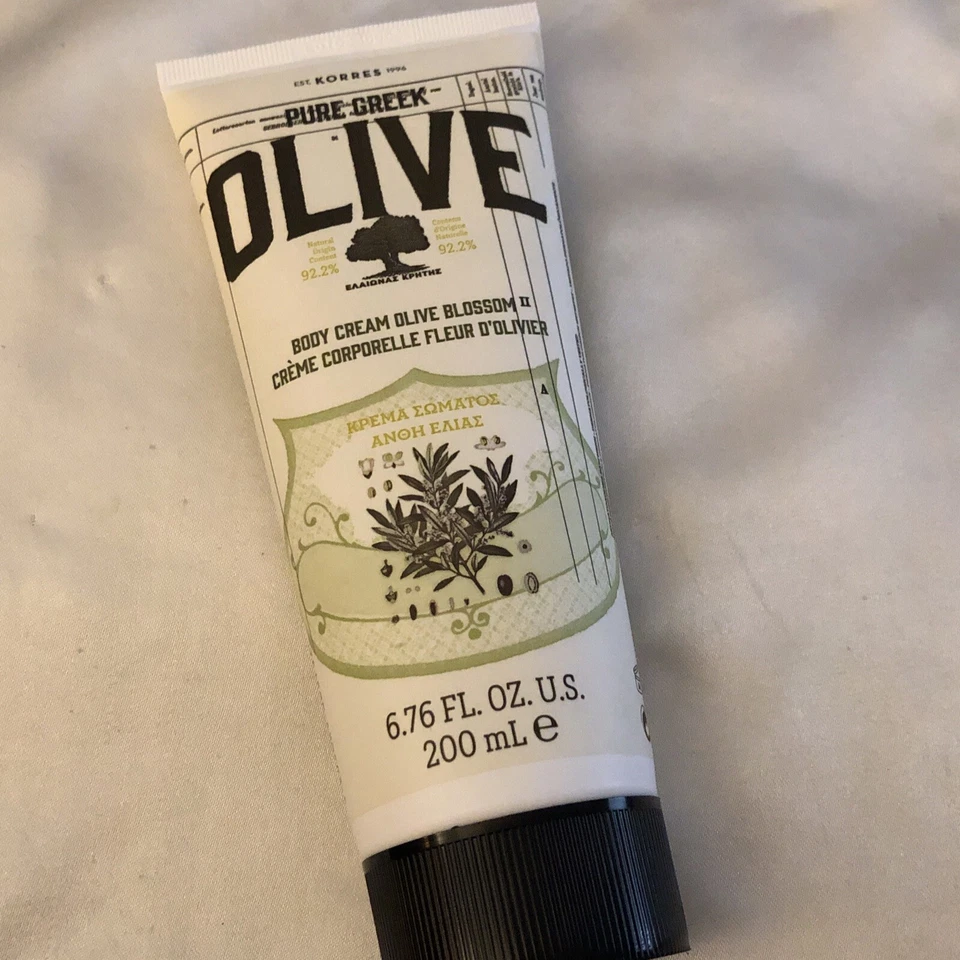 EST. KORRES 1996
PURE GREEK
OLIVE
Natural
Origin
Content
92.2%
Contenu
d'Origine
Naturelle
92.2%
ΕΛΑΙΩΝΑΣ ΚΡΗΤΗΣ
BODY CREAM OLIVE BLOSSOM II
CRÈME CORPORELLE FLEUR D'OLIVIER
A
ΚΡΕΜΑ ΣΩΜΑΤΟΣ
ΑΝΘΗ ΕΛΙΑΣ
6.76 FL. OZ. U.S.
200 mL e